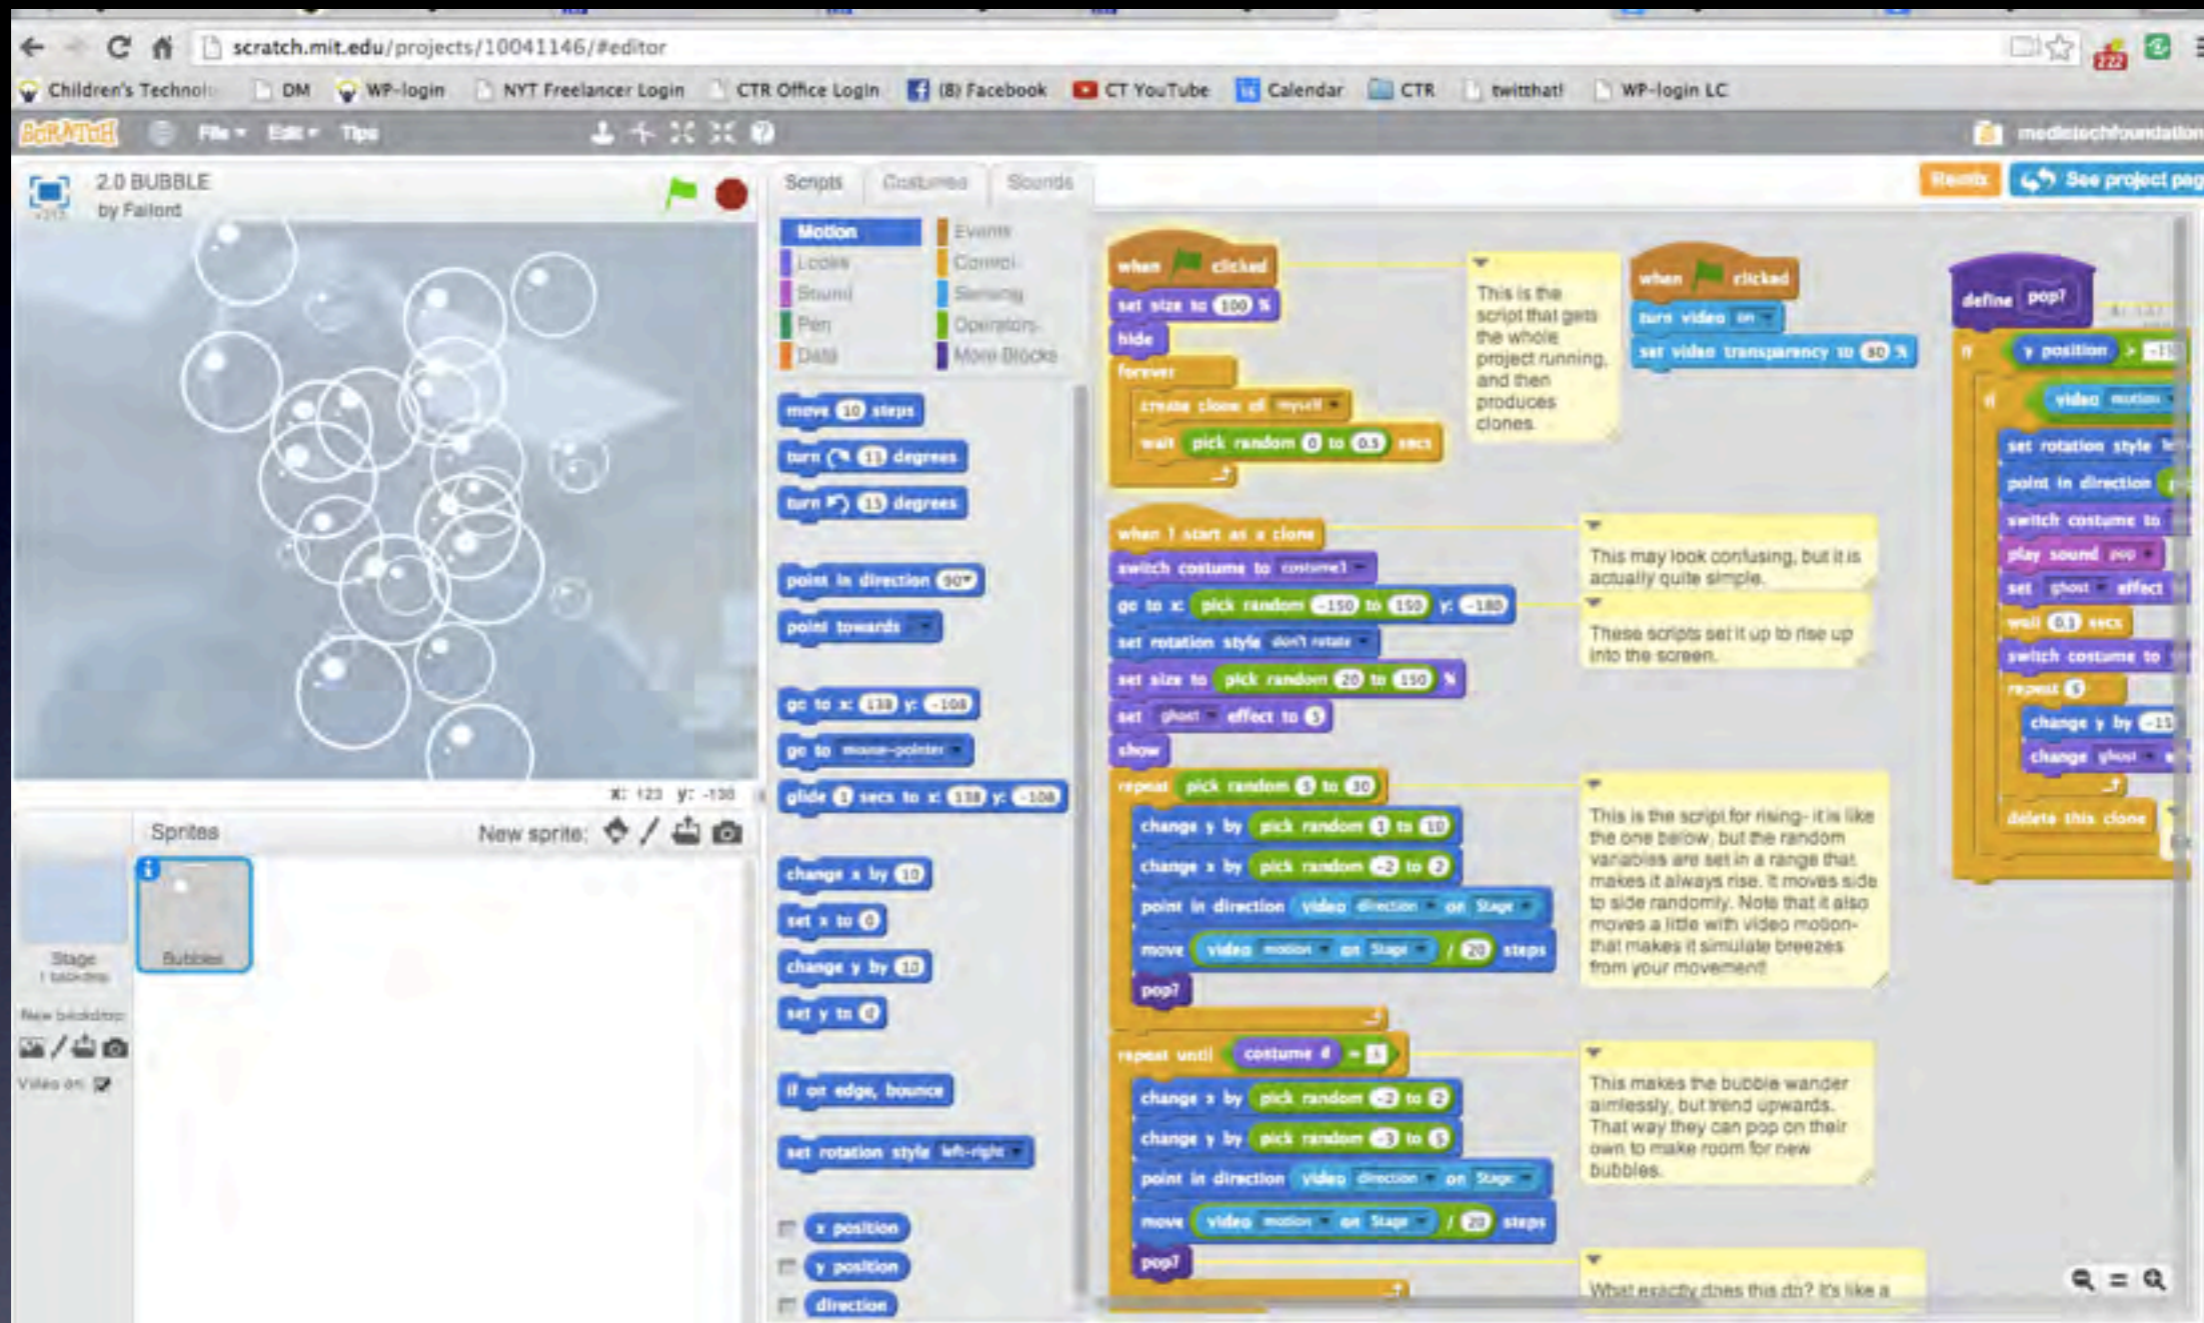 scratch.mit.edu/projects/10041146/#editor
222
Children's Technol DM WP-login NYT Freelancer Login CTR Office Login (8) Facebook CT YouTube Calendar CTR twitthat! WP-login LC
SCRATCH File Edit Tips
2.0 BUBBLE
by Failord
x: 123 y: -138
Sprites New sprite:
Bubbles
Stage
1 backdrop
New backdrop:
Video on:
Scripts Costumes Sounds
Remix See project pag
Motion Events
Looks Control
Sound Sensing
Pen Operators
Data More Blocks
move 10 steps
turn 15 degrees
turn 15 degrees
point in direction 90
point towards
go to x: 138 y: -108
go to mouse-pointer
glide 1 secs to x: 138 y: -108
change x by 10
set x to 0
change y by 10
set y to 0
if on edge, bounce
set rotation style left-right
x position
y position
direction
when clicked
set size to 100 %
hide
forever
create clone of myself
wait pick random 0 to 0.5 secs
This is the
script that gets
the whole
project running,
and then
produces
clones.
when clicked
turn video on
set video transparency to 80 %
when I start as a clone
switch costume to costume1
go to x: pick random -150 to 150 y: -180
set rotation style don't rotate
set size to pick random 20 to 150 %
set ghost effect to 5
show
This may look confusing, but it is
actually quite simple.
These scripts set it up to rise up
into the screen.
repeat pick random 5 to 30
change y by pick random 1 to 10
change x by pick random -2 to 2
point in direction video direction on Stage
move video motion on Stage / 20 steps
pop?
This is the script for rising- it is like
the one below, but the random
variables are set in a range that
makes it always rise. It moves side
to side randomly. Note that it also
moves a little with video motion-
that makes it simulate breezes
from your movement!
repeat until costume # =
change x by pick random -2 to 2
change y by pick random -3 to 5
point in direction video direction on Stage
move video motion on Stage / 20 steps
pop?
This makes the bubble wander
aimlessly, but trend upwards.
That way they can pop on their
own to make room for new
bubbles.
What exactly does this do? It's like a
define pop?
if y position >
if video motion
set rotation style
point in direction
switch costume to
play sound pop
set ghost effect
wait 0.1 secs
switch costume to
repeat 5
change y by -15
change ghost
delete this clone